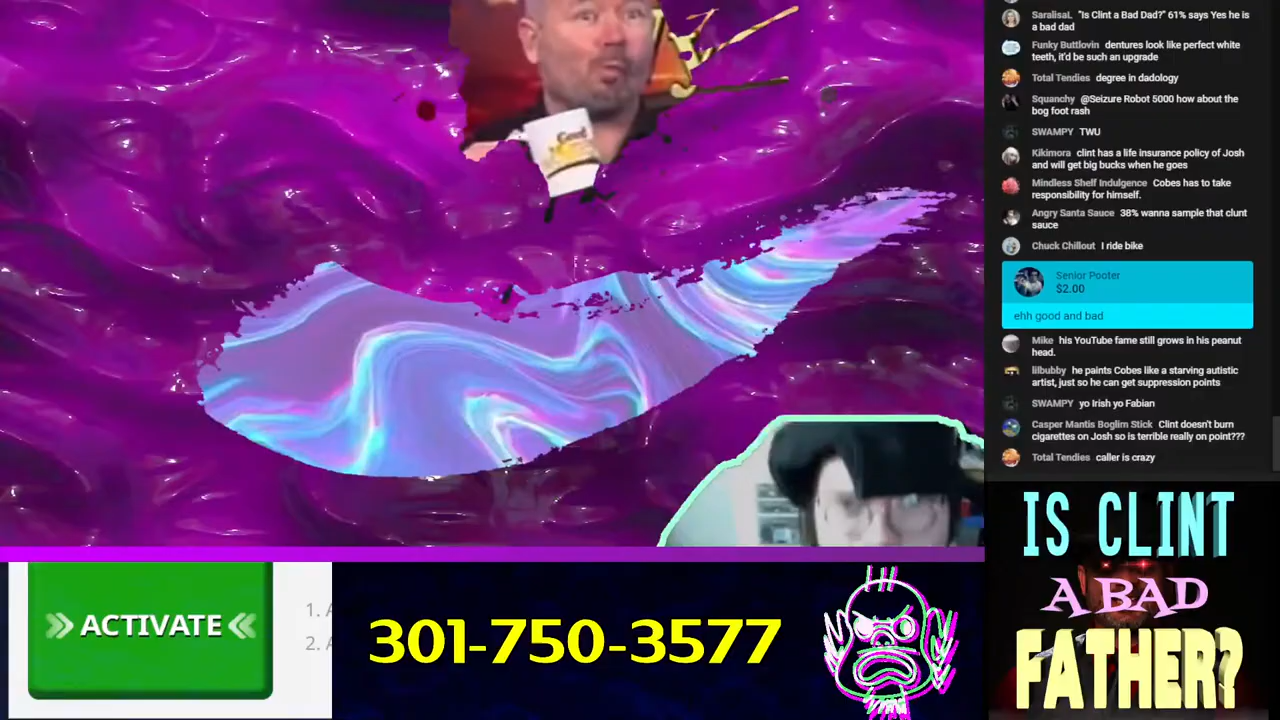 SaralisaL "Is Clint a Bad Dad?" 61% says Yes he is
a bad dad
Funky Buttlovin dentures look like perfect white
teeth, it'd be such an upgrade
Total Tendies degree in dadology
Squanchy @Seizure Robot 5000 how about the
bog foot rash
SWAMPY TWU
Kikimora clint has a life insurance policy of Josh
and will get big bucks when he goes
Mindless Shelf Indulgence Cobes has to take
responsibility for himself.
Angry Santa Sauce 38% wanna sample that clunt
sauce
Chuck Chillout I ride bike
Senior Pooter
$2.00
ehh good and bad
Mike his YouTube fame still grows in his peanut
head.
lilbubby he paints Cobes like a starving autistic
artist, just so he can get suppression points
SWAMPY yo Irish yo Fabian
Casper Mantis Boglim Stick Clint doesn't burn
cigarettes on Josh so is terrible really on point???
Total Tendies caller is crazy
IS CLINT
A BAD
FATHER?
ACTIVATE
1. A
2. A
301-750-3577